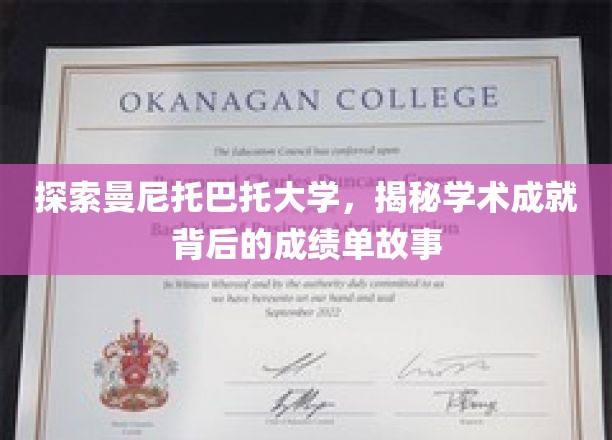 OKANAGAN COLLEGE
The Education Council has conferred upon
探索曼尼托巴托大学，揭秘学术成就
背后的成绩单故事
In Witness Whereof and by the authority duly committed to us
we have hereunto set our hand and seal
September 2022